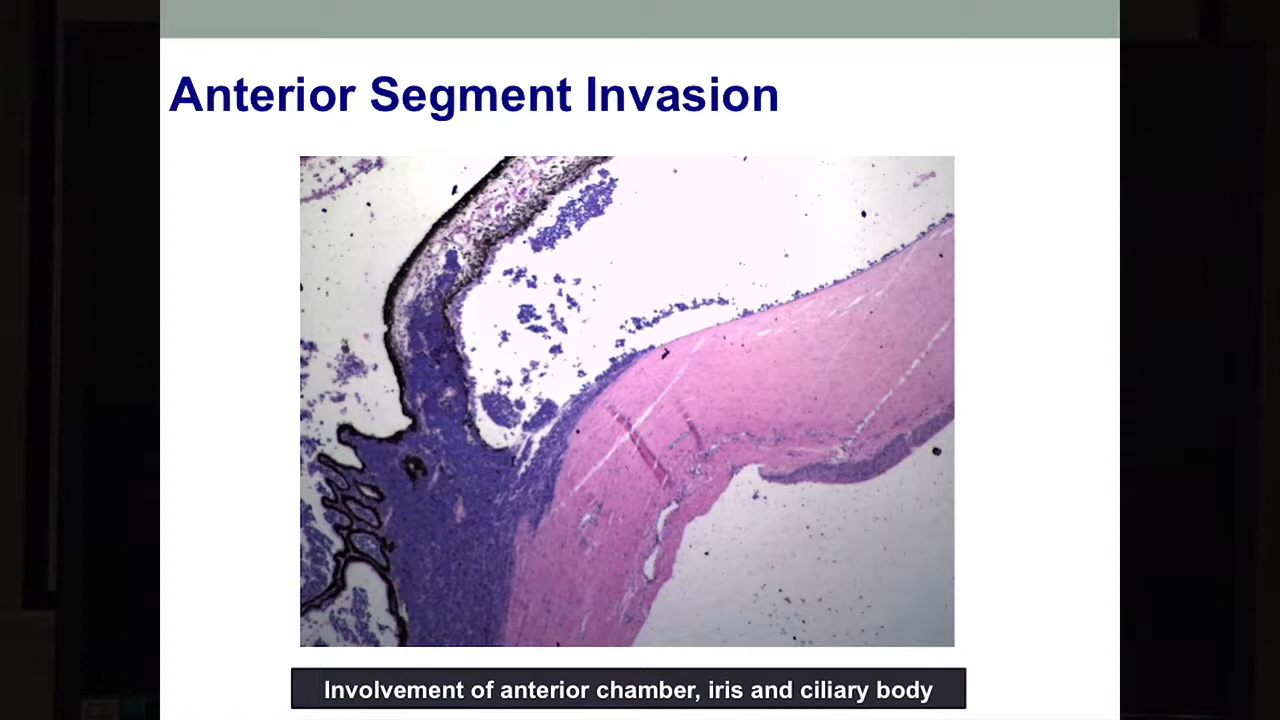 Anterior Segment Invasion
Involvement of anterior chamber, iris and ciliary body